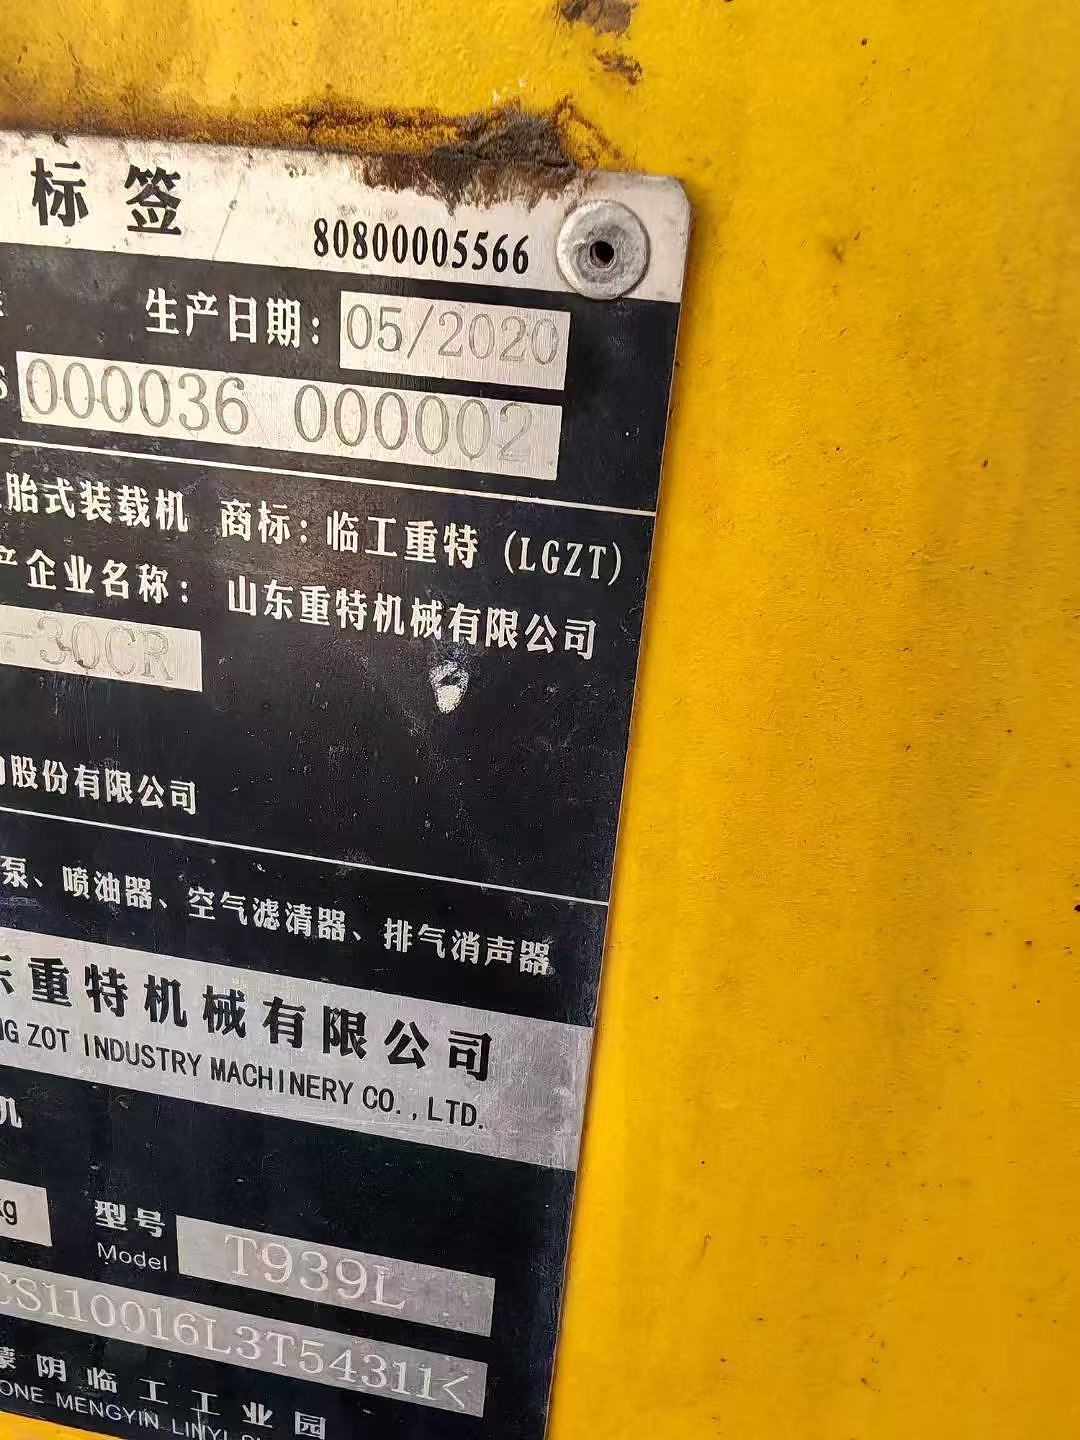 标签
80800005566
生产日期: 05/2020
000036 000002
胎式装载机 商标: 临工重特 (LGZT)
企业名称: 山东重特机械有限公司
-30CR
股份有限公司
泵、喷油器、空气滤清器、排气消声器
重特机械有限公司
ZOT INDUSTRY MACHINERY CO.,LTD.
机
kg
型号 T939L
Model
CS110016L3T54311<
阴临工工业园
ONE MENGYIN LINYI